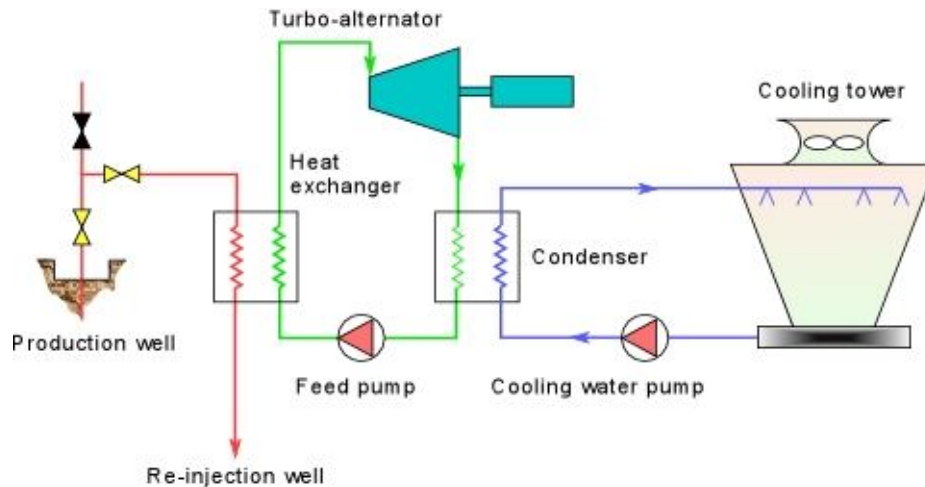 Turbo-alternator
Cooling tower
Heat
exchanger
Condenser
Production well
Feed pump
Cooling water pump
Re-injection well